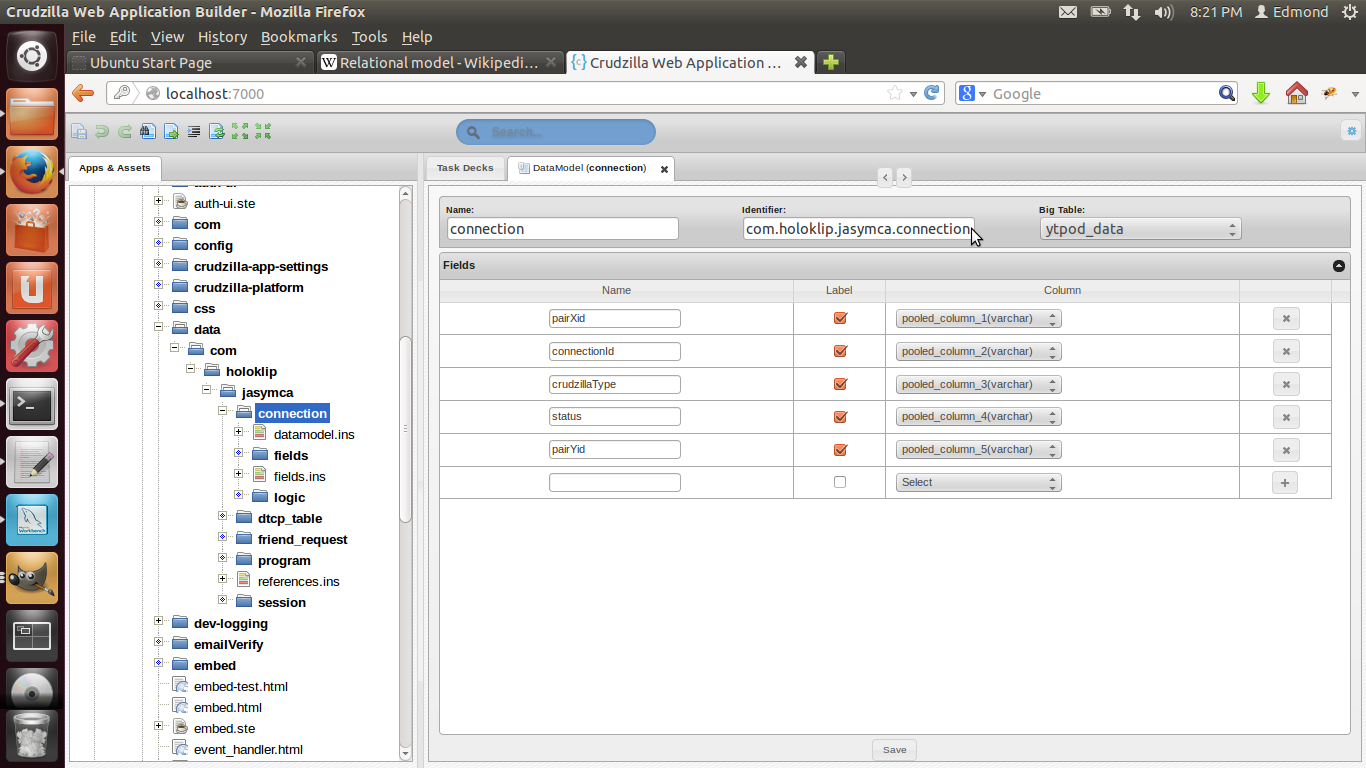 Crudzilla Web Application Builder - Mozilla Firefox
8:21 PM Edmond
File Edit View History Bookmarks Tools Help
Ubuntu Start Page
Relational model - Wikipedi...
Crudzilla Web Application ...
localhost:7000
Google
Search...
Apps & Assets
auth-ui.ste
com
config
crudzilla-app-settings
crudzilla-platform
css
data
com
holoklip
jasymca
connection
datamodel.ins
fields
fields.ins
logic
dtcp_table
friend_request
program
references.ins
session
dev-logging
emailVerify
embed
embed-test.html
embed.html
embed.ste
event_handler.html
Task Decks
DataModel (connection)
Name: Identifier: Big Table:
connection com.holoklip.jasymca.connection ytpod_data
Fields
Name Label Column
pairXid pooled_column_1(varchar)
connectionId pooled_column_2(varchar)
crudzillaType pooled_column_3(varchar)
status pooled_column_4(varchar)
pairYid pooled_column_5(varchar)
Select
Save